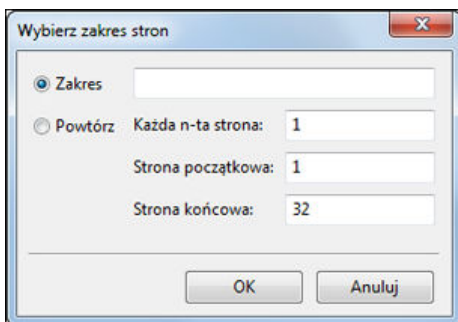 Wybierz zakres stron
Zakres
Powtórz Każda n-ta strona: 1
Strona początkowa: 1
Strona końcowa: 32
OK Anuluj